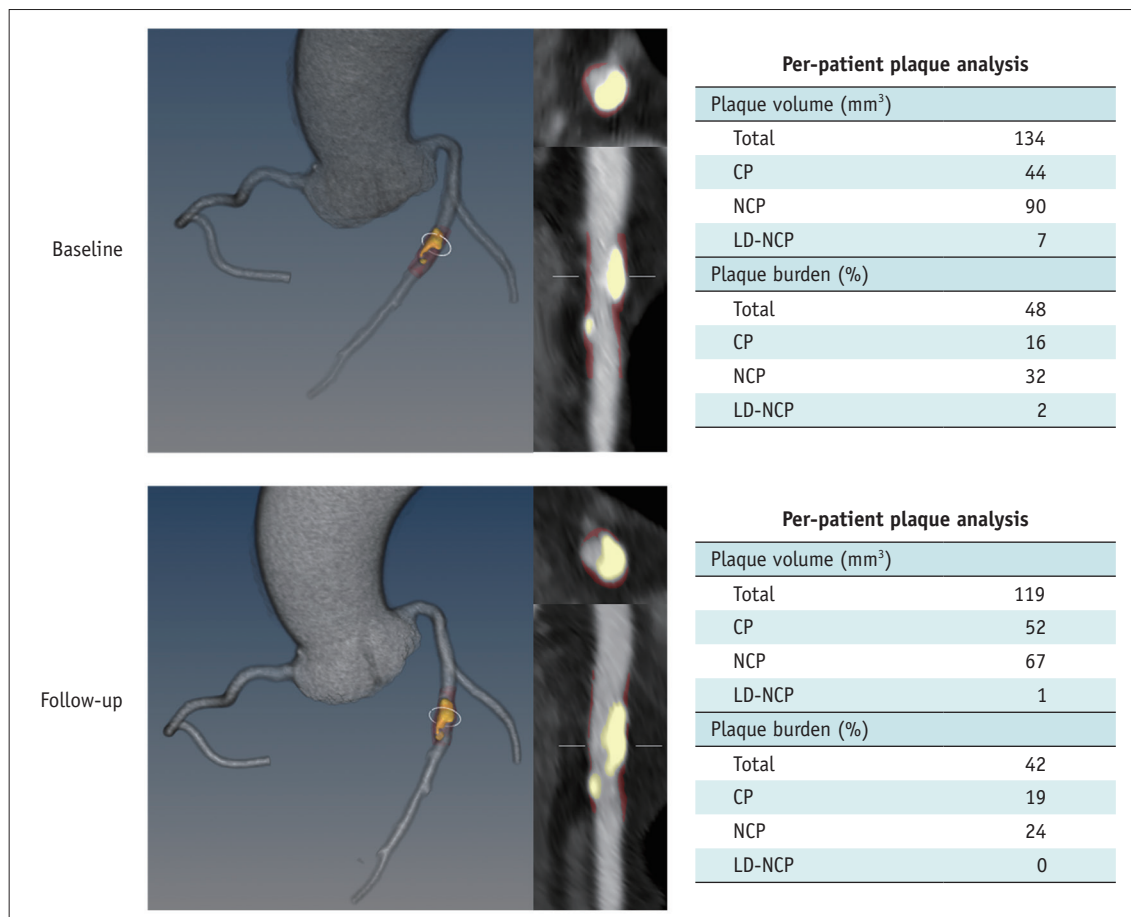 Baseline
Per-patient plaque analysis
Plaque volume (mm³)
Total 134
CP 44
NCP 90
LD-NCP 7
Plaque burden (%)
Total 48
CP 16
NCP 32
LD-NCP 2
Follow-up
Per-patient plaque analysis
Plaque volume (mm³)
Total 119
CP 52
NCP 67
LD-NCP 1
Plaque burden (%)
Total 42
CP 19
NCP 24
LD-NCP 0